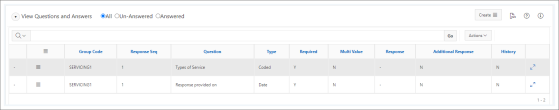 View Questions and Answers All Un-Answered Answered Create
Go Actions
Group Code Response Seq Question Type Required Multi Value Response Additional Response History
- SERVICING1 1 Types of Service Coded Y N - N N
- SERVICING1 1 Response provided on Date Y N - N N
1 - 2